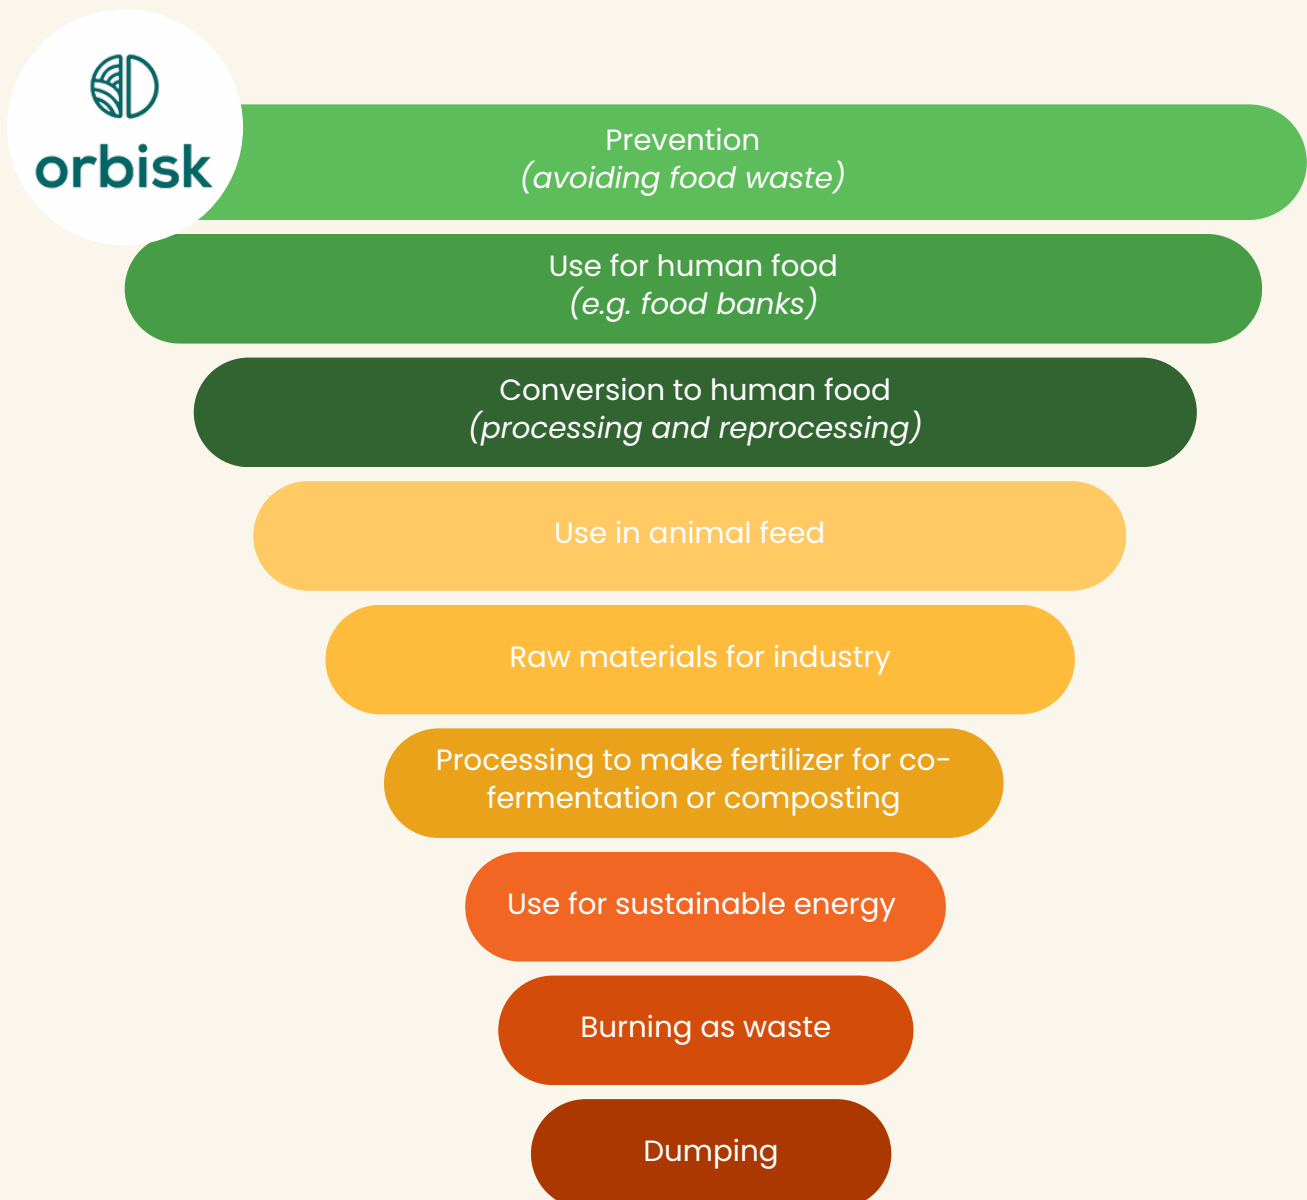 orbisk
Prevention
(avoiding food waste)
Use for human food
(e.g. food banks)
Conversion to human food
(processing and reprocessing)
Use in animal feed
Raw materials for industry
Processing to make fertilizer for co-
fermentation or composting
Use for sustainable energy
Burning as waste
Dumping